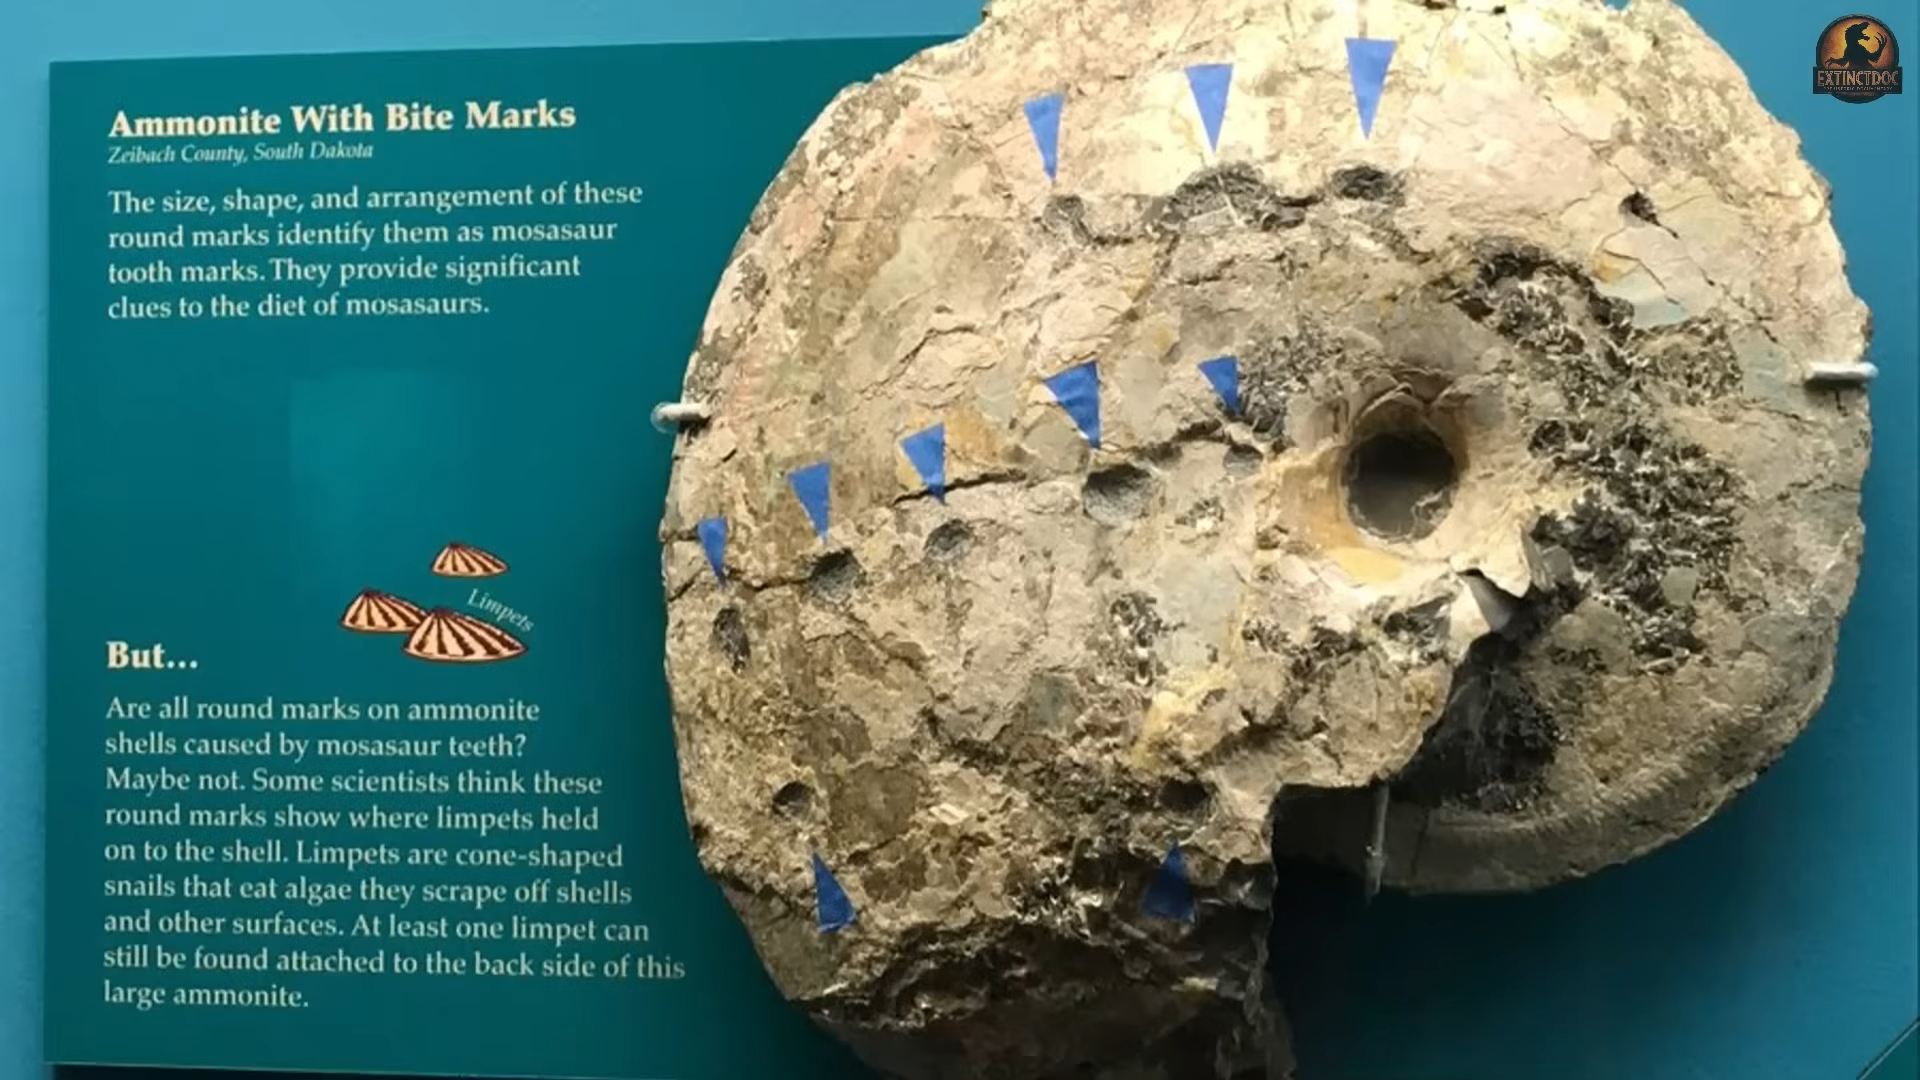 Ammonite With Bite Marks
Zeibach County, South Dakota
The size, shape, and arrangement of these
round marks identify them as mosasaur
tooth marks. They provide significant
clues to the diet of mosasaurs.
Limpets
But...
Are all round marks on ammonite
shells caused by mosasaur teeth?
Maybe not. Some scientists think these
round marks show where limpets held
on to the shell. Limpets are cone-shaped
snails that eat algae they scrape off shells
and other surfaces. At least one limpet can
still be found attached to the back side of this
large ammonite.
EXTINCTDOC